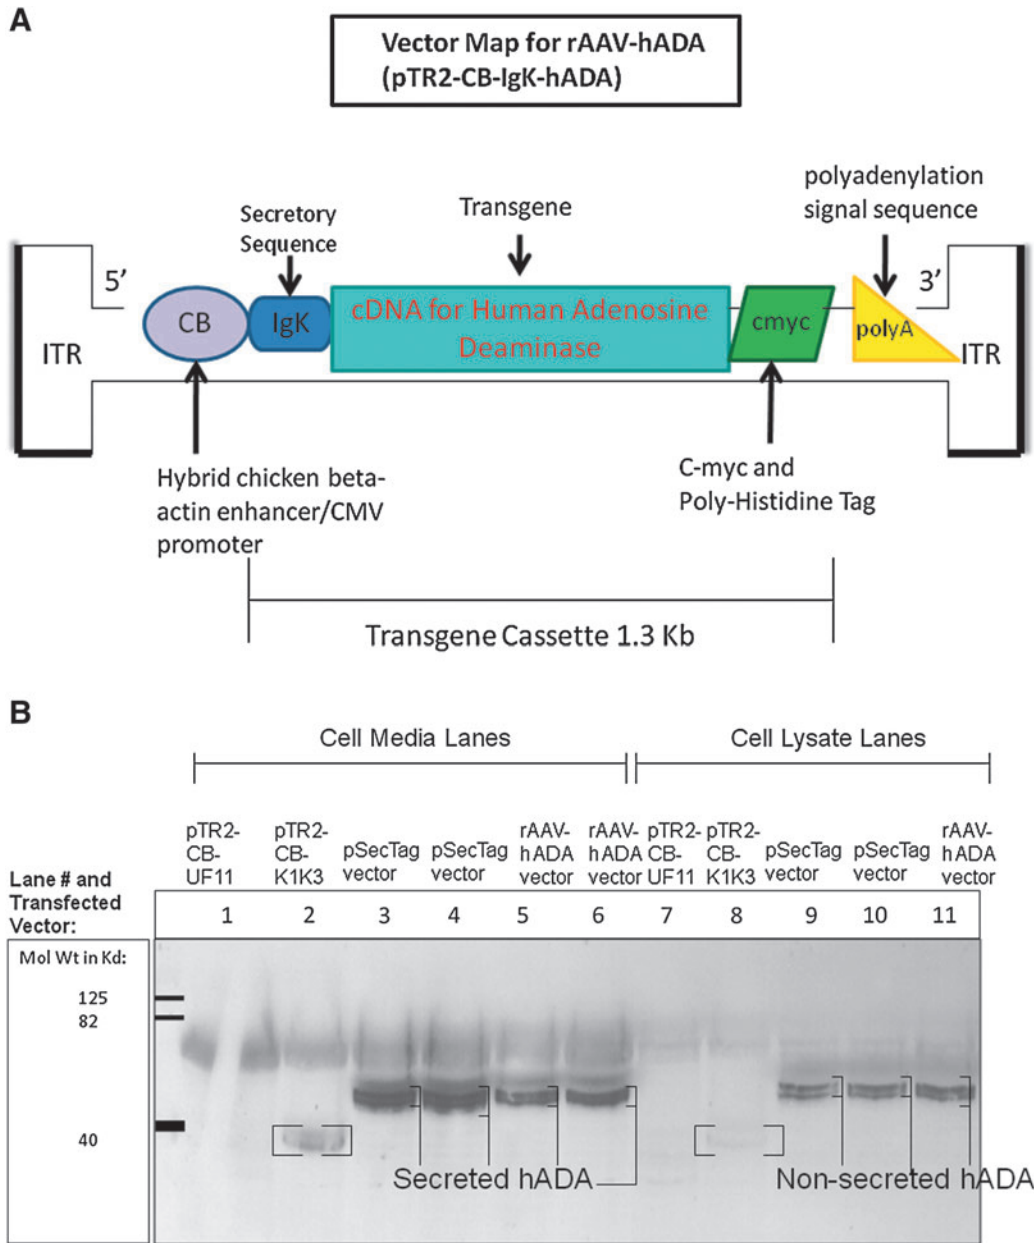 A
Vector Map for rAAV-hADA
(pTR2-CB-IgK-hADA)
polyadenylation
signal sequence
Secretory
Sequence
Transgene
5’
3’
ITR
CB
IgK
cDNA for Human Adenosine
Deaminase
cmyc
polyA
ITR
Hybrid chicken beta-
actin enhancer/CMV
promoter
C-myc and
Poly-Histidine Tag
Transgene Cassette 1.3 Kb
B
Cell Media Lanes
Cell Lysate Lanes
Lane # and
Transfected
Vector:
pTR2-
CB-
UF11
pTR2-
CB-
K1K3
pSecTag
vector
pSecTag
vector
rAAV-
hADA
vector
rAAV-
hADA
vector
pTR2-
CB-
UF11
pTR2-
CB-
K1K3
pSecTag
vector
pSecTag
vector
rAAV-
hADA
vector
1 2 3 4 5 6 7 8 9 10 11
Mol Wt in Kd:
125
82
40
Secreted hADA
Non-secreted hADA